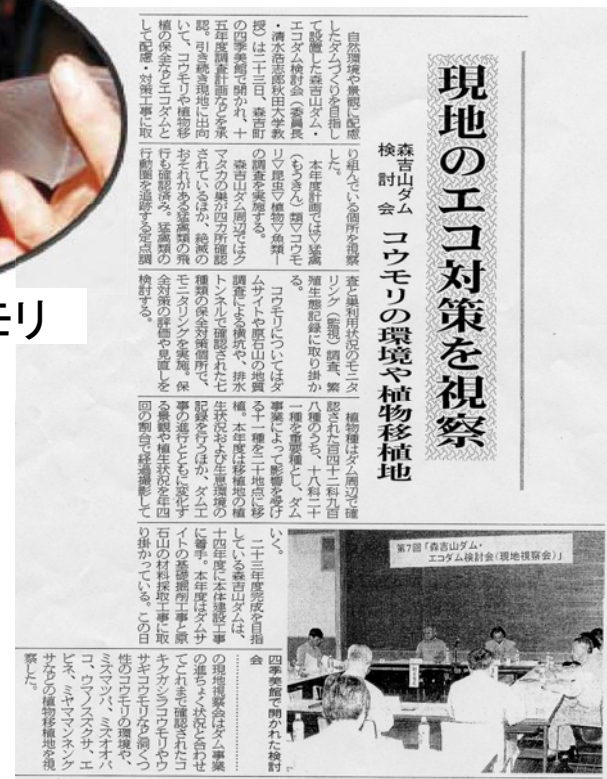 モリ
現地のエコ対策を視察
森吉山ダム
検討会
コウモリの環境や植物移植地
自然環境や景観に配慮
したダムづくりを目指し
て設置した森吉山ダム・
エコダム検討会（委員長
・清水浩志郎秋田大学教
授）は二十三日、森吉町
の四季美館で開かれ、十
五年度調査計画などを承
認。引き続き現地に出向
いて、コウモリや植物移
植の保全などエコダムと
して配慮・対策工事に取
り組んでいる個所を視察
した。
本年度計画では▽猛禽
（もうきん）類▽コウモ
リ▽昆虫▽植物▽魚類―
の調査を実施する。
森吉山ダム周辺ではク
マタカの巣が四カ所確認
されているほか、絶滅の
おそれがある猛禽類の飛
行も確認済み。猛禽類の
行動圏を追跡する定点調
査と巣利用状況のモニタ
リング（監視）調査、繁
殖生態記録に取り掛か
る。
コウモリについてはダ
ムサイトや原石山の地質
調査による横坑や、排水
トンネルで確認された七
種類の保全対策個所で、
モニタリングを実施。保
全対策の評価や見直しを
検討する。
植物種はダム周辺で確
認された百四十二科九百
八種のうち、十八科二十
一種を重要種とし、ダム
事業によって影響を受け
る十一種を二十地点に移
植。本年度は移植地の植
生状況および生息環境の
記録を行うほか、ダム工
事の進行とともに変化す
る景観や植生状況を年四
回の割合で経過撮影して
いく。
二十三年度完成を目指
している森吉山ダムは、
十四年度に本体建設工事
に着手。本年度はダムサ
イトの基礎掘削工事と原
石山の材料採取工事に取
り掛かっている。この日
の現地視察会はダム事業
の進ちょく状況と合わせ
てこれまで確認されたコ
キクガシラコウモリやウ
サギコウモリなど洞くつ
性のコウモリの環境や、
ミズマツバ、ミズオオバ
コ、ウマノスズクサ、エ
ビネ、ミヤママンネング
サなどの植物移植地を視
察した。
第7回「森吉山ダム・
エコダム検討会（現地視察会）」
四季美館で開かれた検討
会